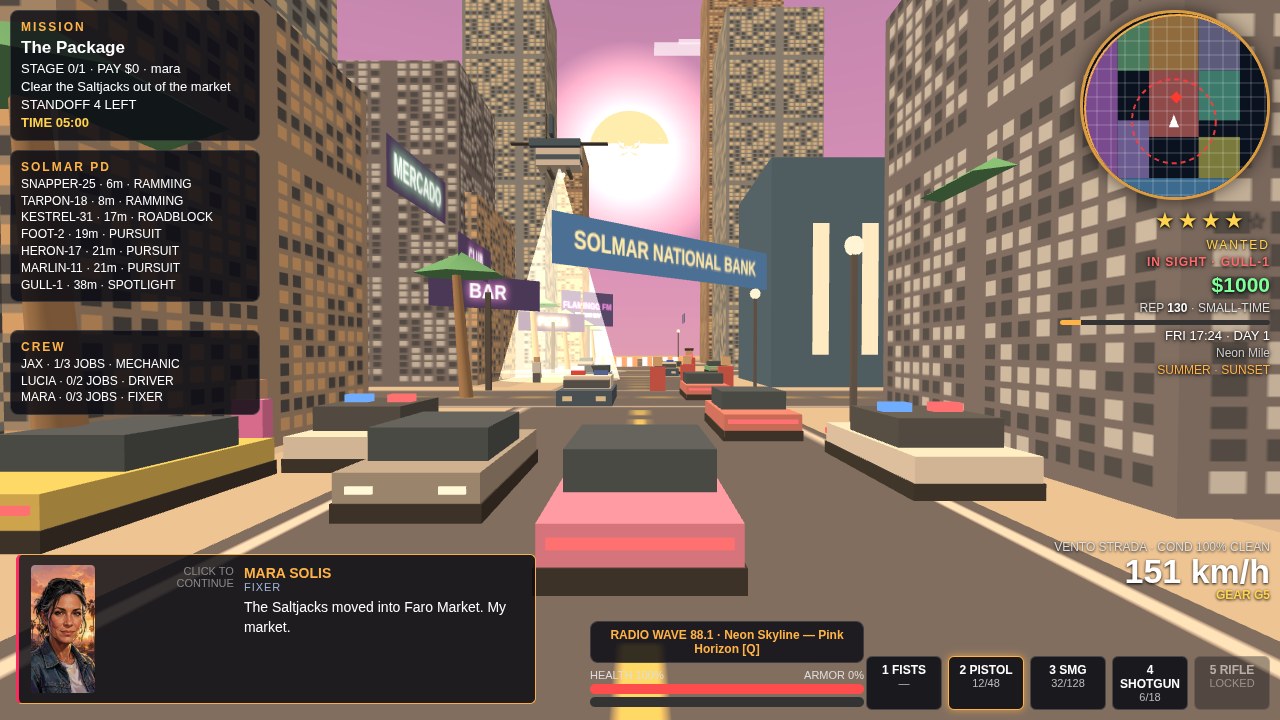 MISSION
The Package
STAGE 0/1 · PAY $0 · mara
Clear the Saltjacks out of the market
STANDOFF 4 LEFT
TIME 05:00
SOLMAR PD
SNAPPER-25 · 6m · RAMMING
TARPON-18 · 8m · RAMMING
KESTREL-31 · 17m · ROADBLOCK
FOOT-2 · 19m · PURSUIT
HERON-17 · 21m · PURSUIT
MARLIN-11 · 21m · PURSUIT
GULL-1 · 38m · SPOTLIGHT
CREW
JAX · 1/3 JOBS · MECHANIC
LUCIA · 0/2 JOBS · DRIVER
MARA · 0/3 JOBS · FIXER
MERCADO
BAR
FLAMINGO FM
SOLMAR NATIONAL BANK
WANTED
IN SIGHT · GULL-1
$1000
REP 130 · SMALL-TIME
FRI 17:24 · DAY 1
Neon Mile
SUMMER · SUNSET
VENTO STRADA · COND 100% CLEAN
151 km/h
GEAR G5
CLICK TO
CONTINUE
MARA SOLIS
FIXER
The Saltjacks moved into Faro Market. My
market.
RADIO WAVE 88.1 · Neon Skyline — Pink
Horizon [Q]
HEALTH 100%
ARMOR 0%
1 FISTS
—
2 PISTOL
12/48
3 SMG
32/128
4
SHOTGUN
6/18
5 RIFLE
LOCKED